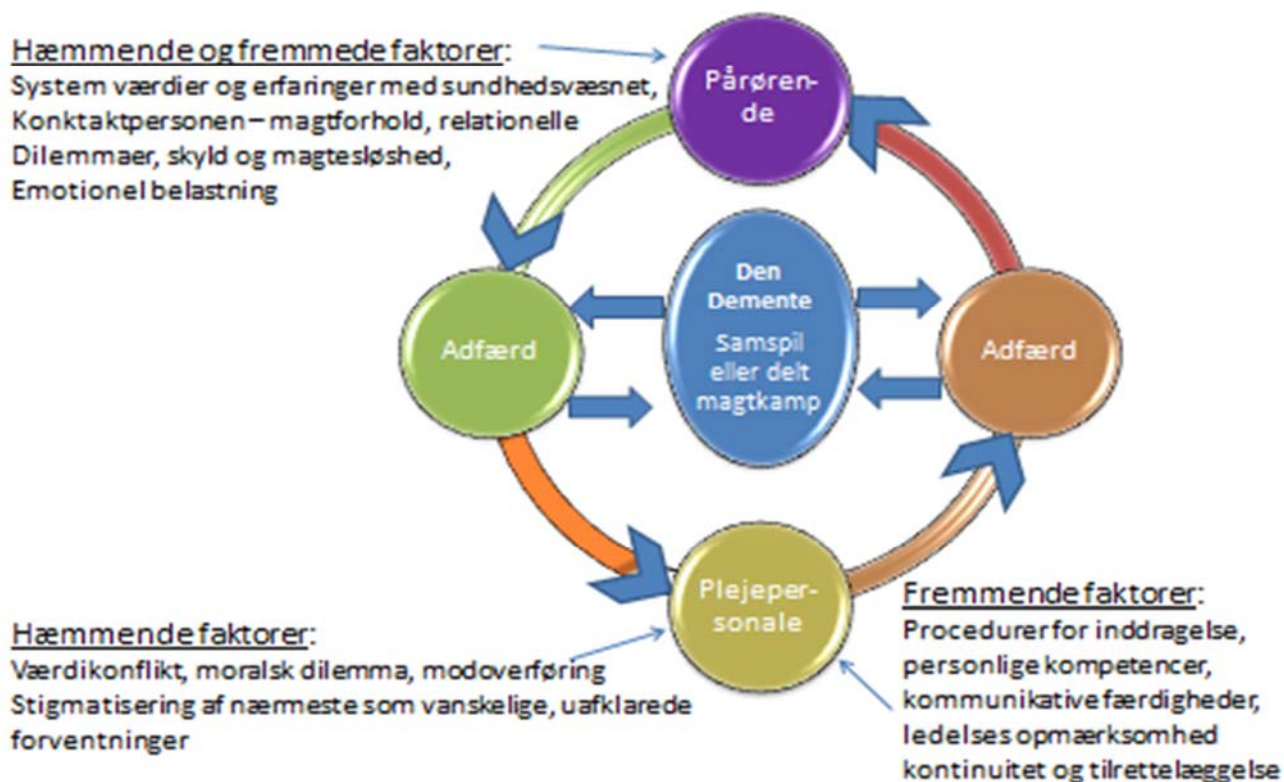 Hæmmende og fremmede faktorer:
System værdier og erfaringer med sundhedsvæsnet,
Konktaktpersonen – magtforhold, relationelle
Dilemmaer, skyld og magtesløshed,
Emotionel belastning
Pårøren-
de
Adfærd
Den
Demente
Samspil
eller delt
magtkamp
Adfærd
Plejeper-
sonale
Hæmmende faktorer:
Værdikonflikt, moralsk dilemma, modoverføring
Stigmatisering af nærmeste som vanskelige, uafklarede
forventninger
Fremmende faktorer:
Procedurer for inddragelse,
personlige kompetencer,
kommunikative færdigheder,
ledelses opmærksomhed
kontinuitet og tilrettelæggelse